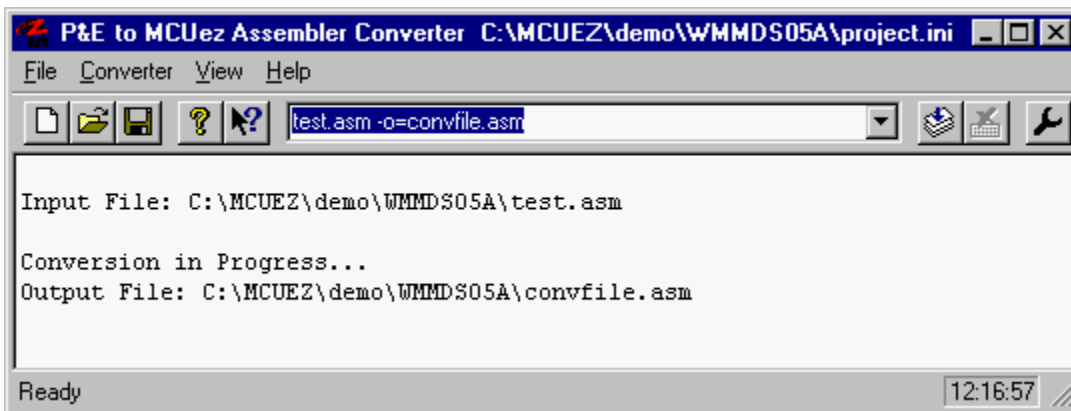 P&E to MCUez Assembler Converter C:\MCUEZ\demo\WMMDS05A\project.ini
File Converter View Help
test.asm -o=convfile.asm
Input File: C:\MCUEZ\demo\WMMDS05A\test.asm
Conversion in Progress...
Output File: C:\MCUEZ\demo\WMMDS05A\convfile.asm
Ready 12:16:57